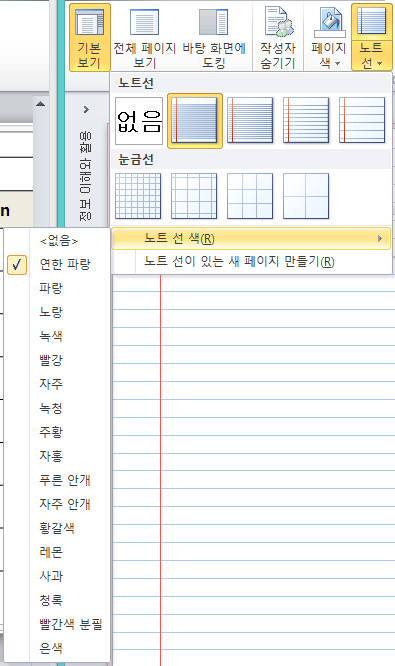 기본 보기
전체 페이지 보기
바탕 화면에 도킹
작성자 숨기기
페이지 색
노트 선
노트선
없음
눈금선
정보 이해와 활용
n
노트 선 색(R)
노트 선이 있는 새 페이지 만들기(R)
<없음>
연한 파랑
파랑
노랑
녹색
빨강
자주
녹청
주황
자홍
푸른 안개
자주 안개
황갈색
레몬
사과
청록
빨간색 분필
은색